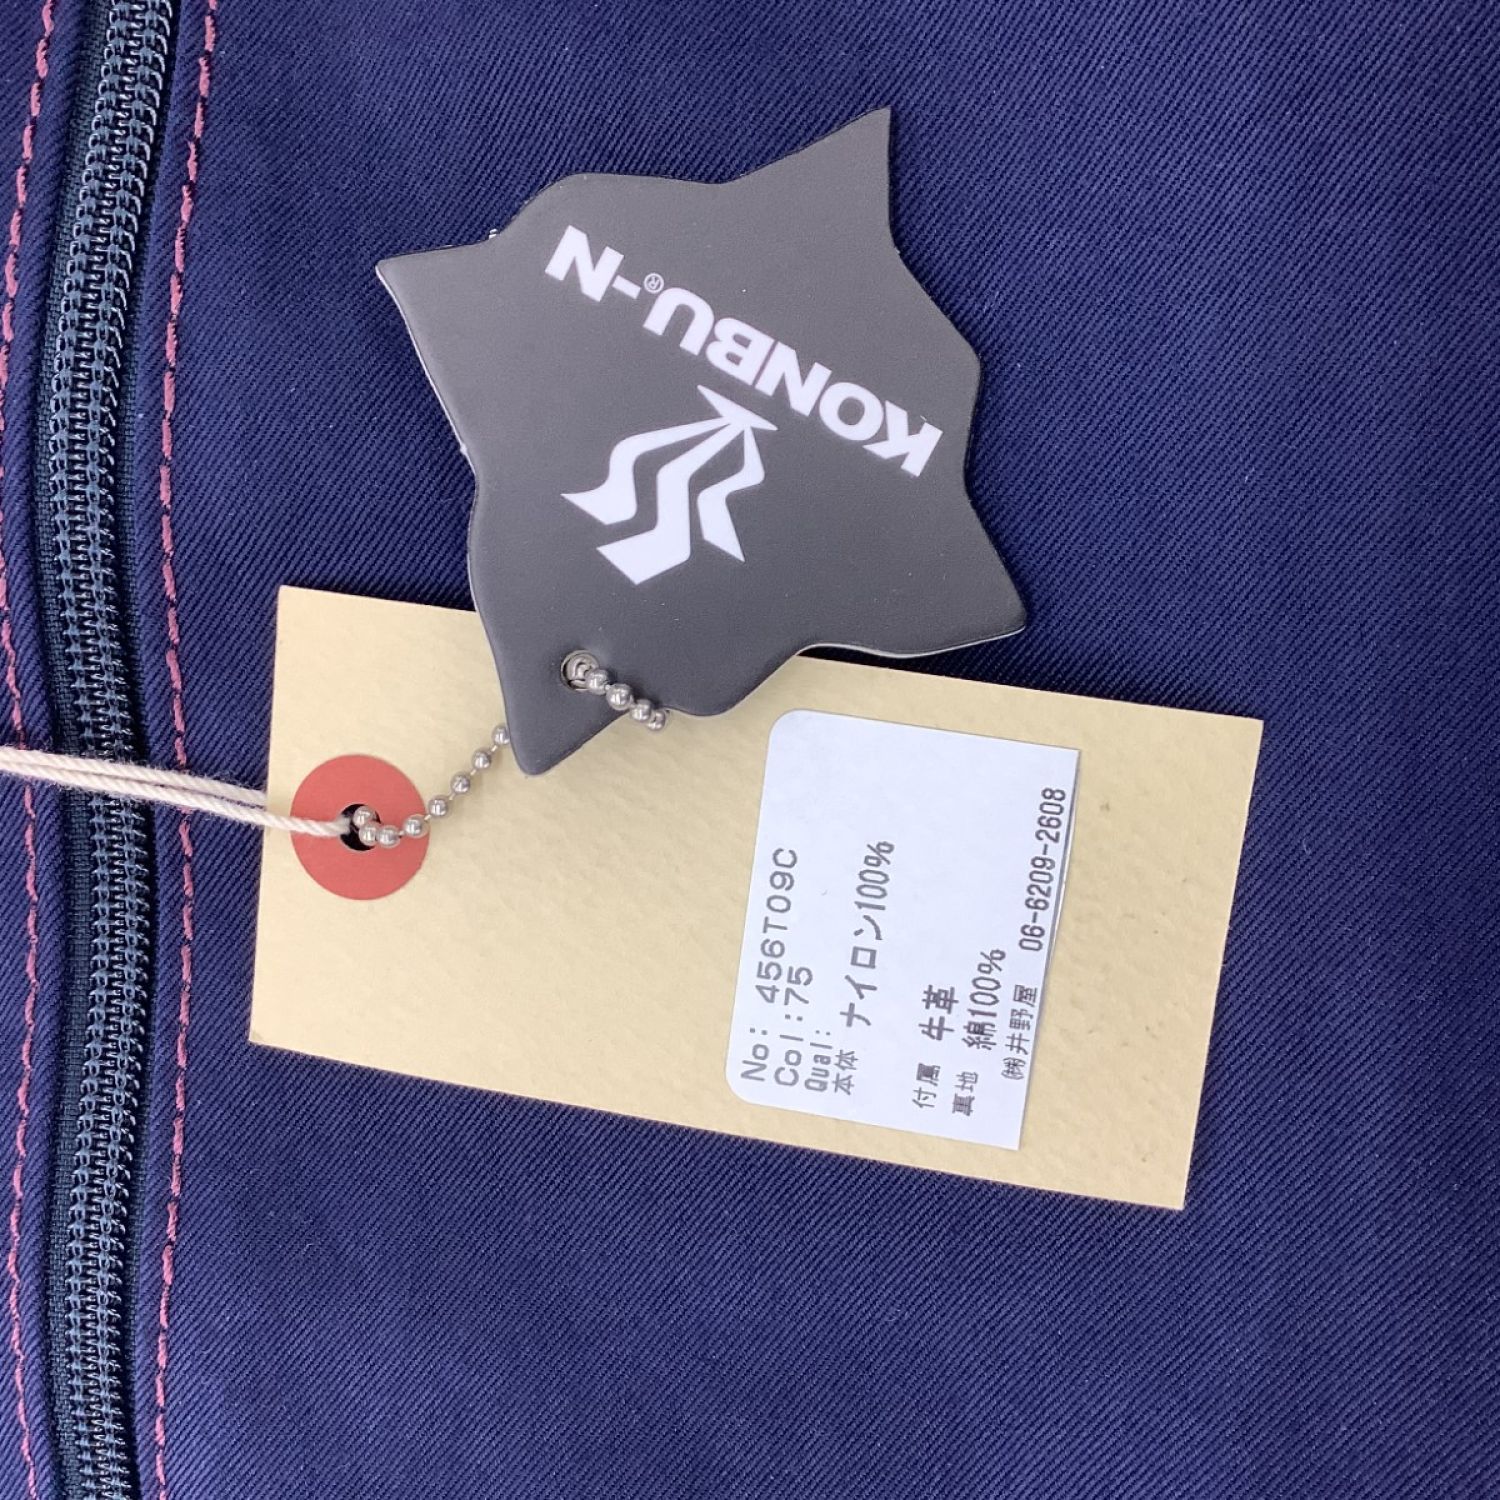 KONBU®-N
No: 456T09C
Col:75
Qual:
本体 ナイロン100%
付属 牛革
裏地 綿100%
㈱井野屋 06-6209-2608